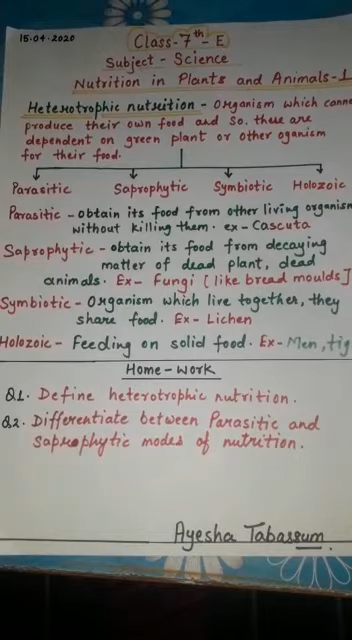 15.04.2020
Class-7th-E
Subject - Science
Nutrition in Plants and Animals-1
Heterotrophic nutrition - Organism which
produce their own food and so, these are
dependent on green plant or other oganism
for their food.
Parasitic Saprophytic Symbiotic Holozoic
Parasitic - obtain its food from other living organism
without killing them. ex - Cascuta
Saprophytic - obtain its food from decaying
matter of dead plant, dead
animals. Ex - Fungi [like bread moulds]
Symbiotic - Organism which live together, they
share food. Ex - Lichen
Holozoic - Feeding on solid food. Ex - Men,
Home-Work
Q1. Define heterotrophic nutrition.
Q2. Differentiate between Parasitic and
saprophytic modes of nutrition.
Ayesha Tabassum.